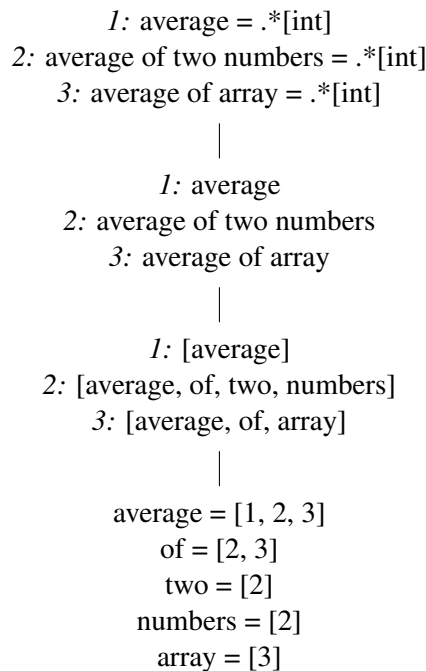 1: average = .*[int]
2: average of two numbers = .*[int]
3: average of array = .*[int]
1: average
2: average of two numbers
3: average of array
1: [average]
2: [average, of, two, numbers]
3: [average, of, array]
average = [1, 2, 3]
of = [2, 3]
two = [2]
numbers = [2]
array = [3]